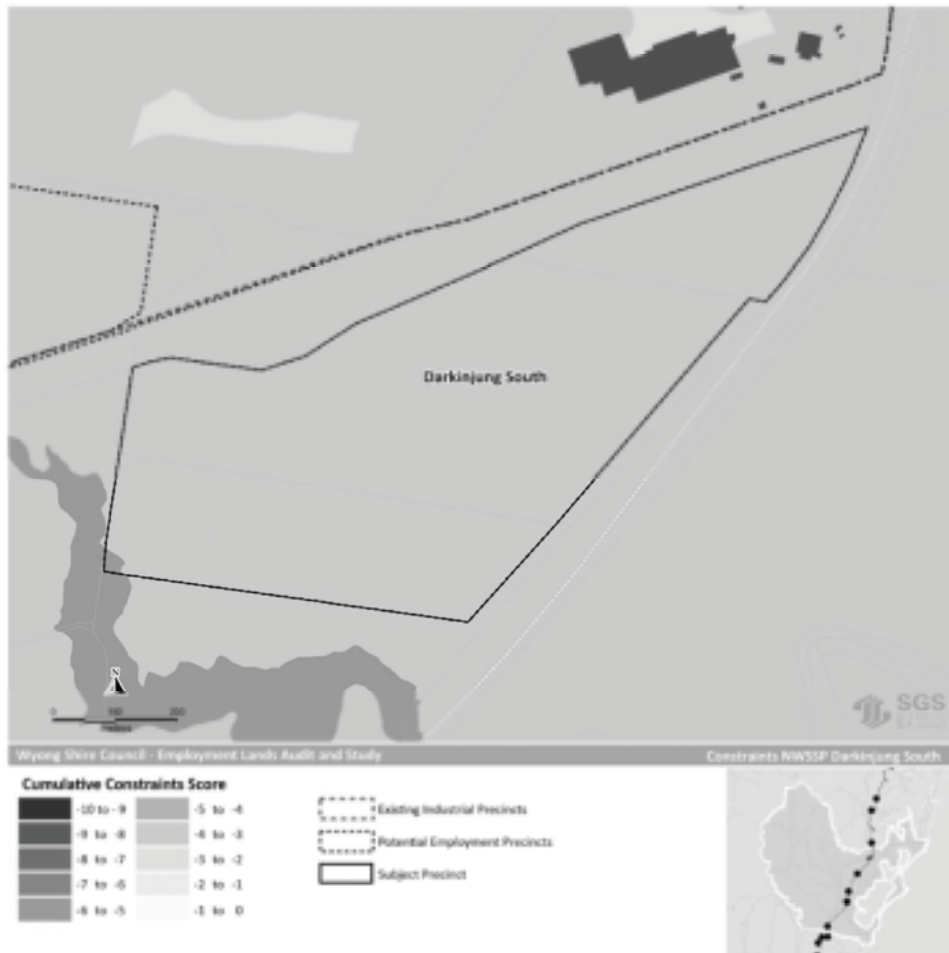 Darkinjung South
N
0 100 200
metres
SGS
Wyong Shire Council - Employment Lands Audit and Study
Constraints NWSSP Darkinjung South
Cumulative Constraints Score
-10 to -9
-9 to -8
-8 to -7
-7 to -6
-6 to -5
-5 to -4
-4 to -3
-3 to -2
-2 to -1
-1 to 0
Existing Industrial Precincts
Potential Employment Precincts
Subject Precinct